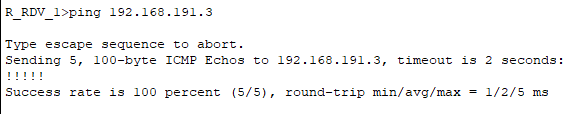 R_RDV_1>ping 192.168.191.3
Type escape sequence to abort.
Sending 5, 100-byte ICMP Echos to 192.168.191.3, timeout is 2 seconds:
!!!!!
Success rate is 100 percent (5/5), round-trip min/avg/max = 1/2/5 ms